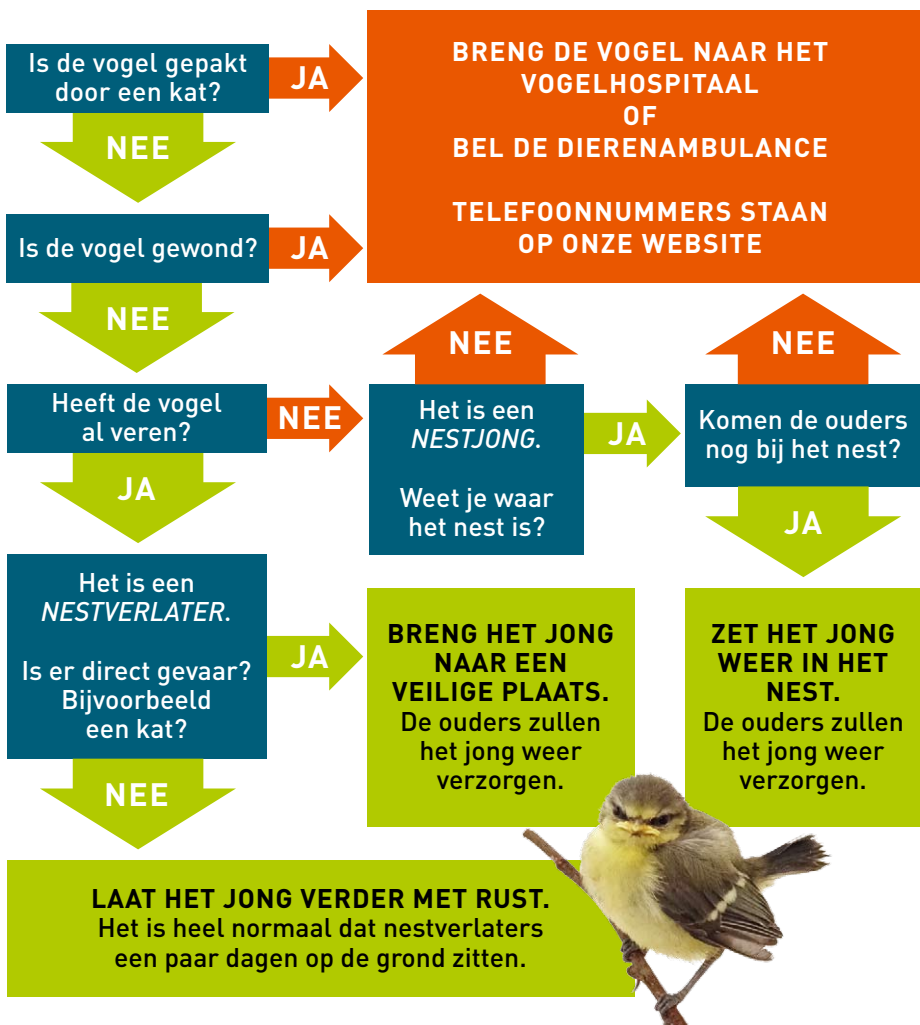 Is de vogel gepakt
door een kat?
JA
BRENG DE VOGEL NAAR HET
VOGELHOSPITAAL
OF
BEL DE DIERENAMBULANCE
TELEFOONNUMMERS STAAN
OP ONZE WEBSITE
NEE
Is de vogel gewond?
JA
NEE
NEE
NEE
Heeft de vogel
al veren?
NEE
Het is een
NESTJONG.
Weet je waar
het nest is?
JA
Komen de ouders
nog bij het nest?
JA
JA
Het is een
NESTVERLATER.
Is er direct gevaar?
Bijvoorbeeld
een kat?
JA
BRENG HET JONG
NAAR EEN
VEILIGE PLAATS.
De ouders zullen
het jong weer
verzorgen.
ZET HET JONG
WEER IN HET
NEST.
De ouders zullen
het jong weer
verzorgen.
NEE
LAAT HET JONG VERDER MET RUST.
Het is heel normaal dat nestverlaters
een paar dagen op de grond zitten.